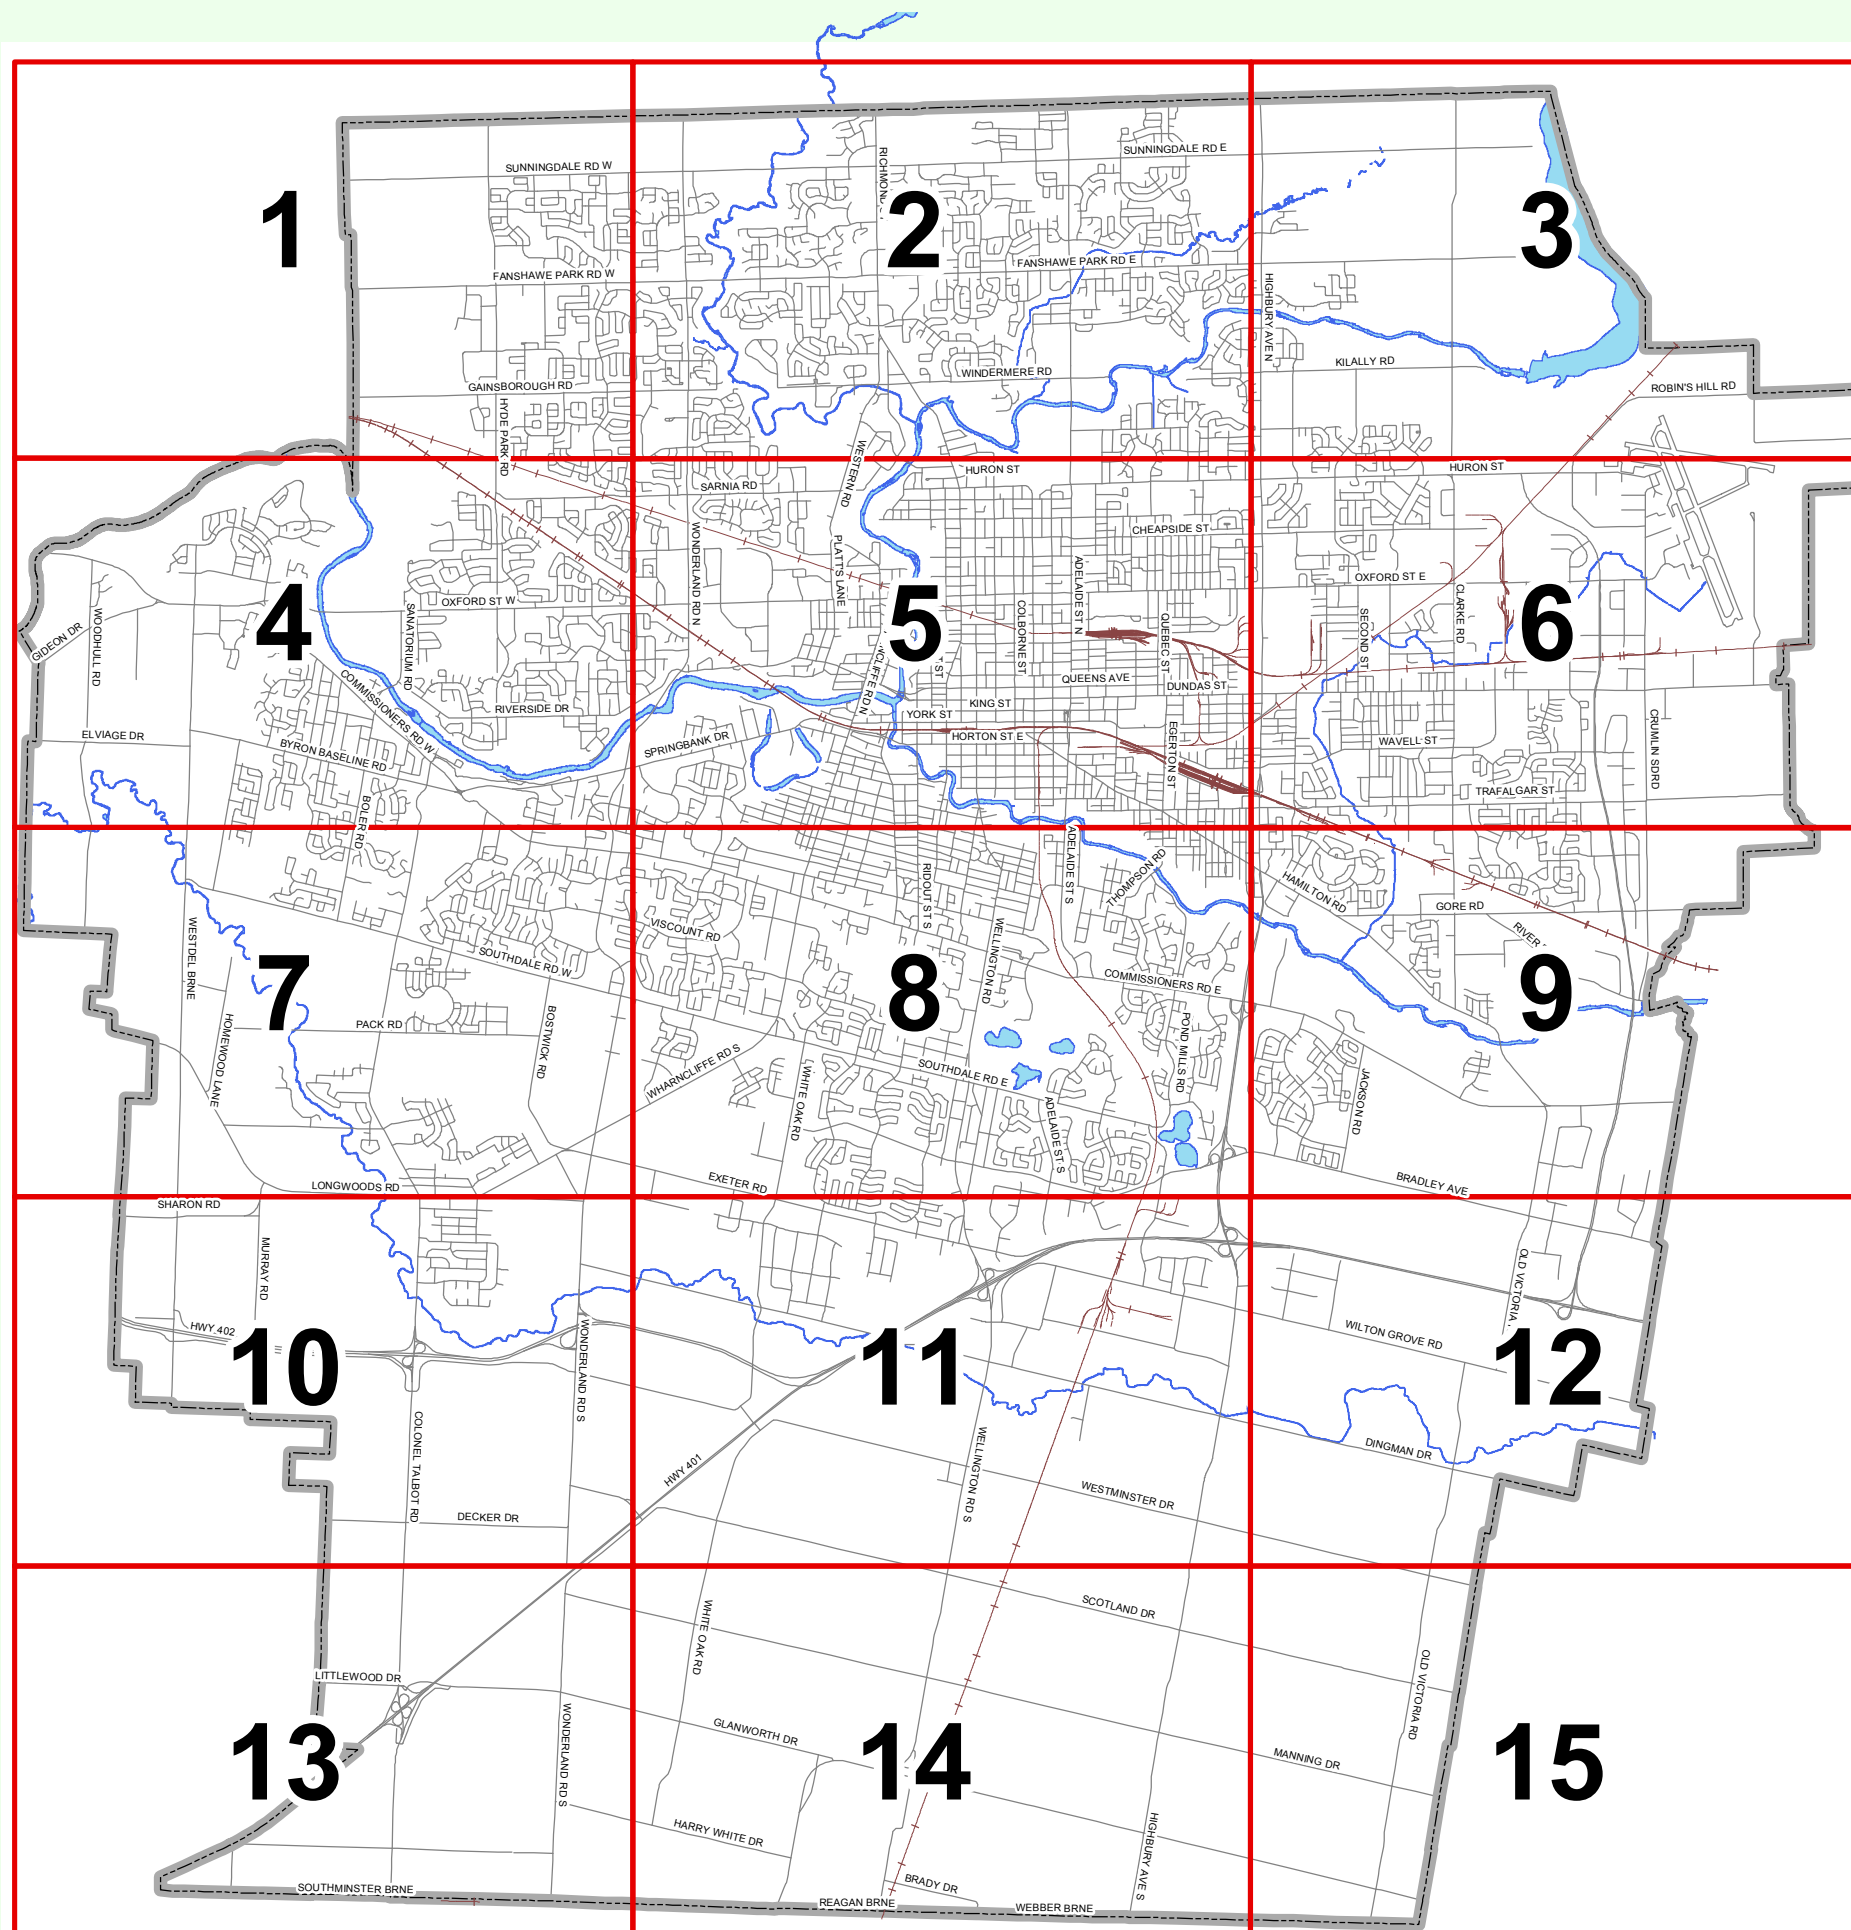 SUNNINGDALE RD E
SUNNINGDALE RD W
1
2
3
FANSHAWE PARK RD E
FANSHAWE PARK RD W
HIGHBURY AVE N
KILALLY RD
WINDERMERE RD
GAINSBOROUGH RD
ROBIN'S HILL RD
HYDE PARK RD
WESTERN RD
HURON ST
HURON ST
SARNIA RD
CHEAPSIDE ST
WONDERLAND RD N
PLATTS LANE
ADELAIDE ST N
OXFORD ST E
CLARKE RD
OXFORD ST W
SANATORIUM RD
COLBORNE ST
QUEBEC ST
SECOND ST
WOODHULL RD
GIDEON DR
4
5
6
QUEENS AVE
DUNDAS ST
COMMISSIONERS RD W
RIVERSIDE DR
KING ST
YORK ST
HORTON ST E
ELVIAGE DR
BYRON BASELINE RD
SPRINGBANK DR
EGERTON ST
WAVELL ST
CRUMLIN SDRD
TRAFALGAR ST
BOLER RD
ADELAIDE ST S
THOMPSON RD
RIDOUT ST S
HAMILTON RD
GORE RD
WESTDEL BRNE
VISCOUNT RD
WELLINGTON RD
SOUTHDALE RD W
COMMISSIONERS RD E
7
8
9
HOMEWOOD LANE
PACK RD
BOSTWICK RD
POND MILLS RD
WHARNCLIFFE RD S
SOUTHDALE RD E
WHITE OAK RD
JACKSON RD
ADELAIDE ST S
EXETER RD
BRADLEY AVE
LONGWOODS RD
SHARON RD
MURRAY RD
HWY 402
10
11
12
WONDERLAND RD S
WILTON GROVE RD
COLONEL TALBOT RD
WELLINGTON RD S
DINGMAN DR
HWY 401
WESTMINSTER DR
DECKER DR
SCOTLAND DR
WHITE OAK RD
OLD VICTORIA RD
LITTLEWOOD DR
WONDERLAND RD S
GLANWORTH DR
MANNING DR
13
14
15
HARRY WHITE DR
HIGHBURY AVE S
BRADY DR
SOUTHMINSTER BRNE
REAGAN BRNE
WEBBER BRNE